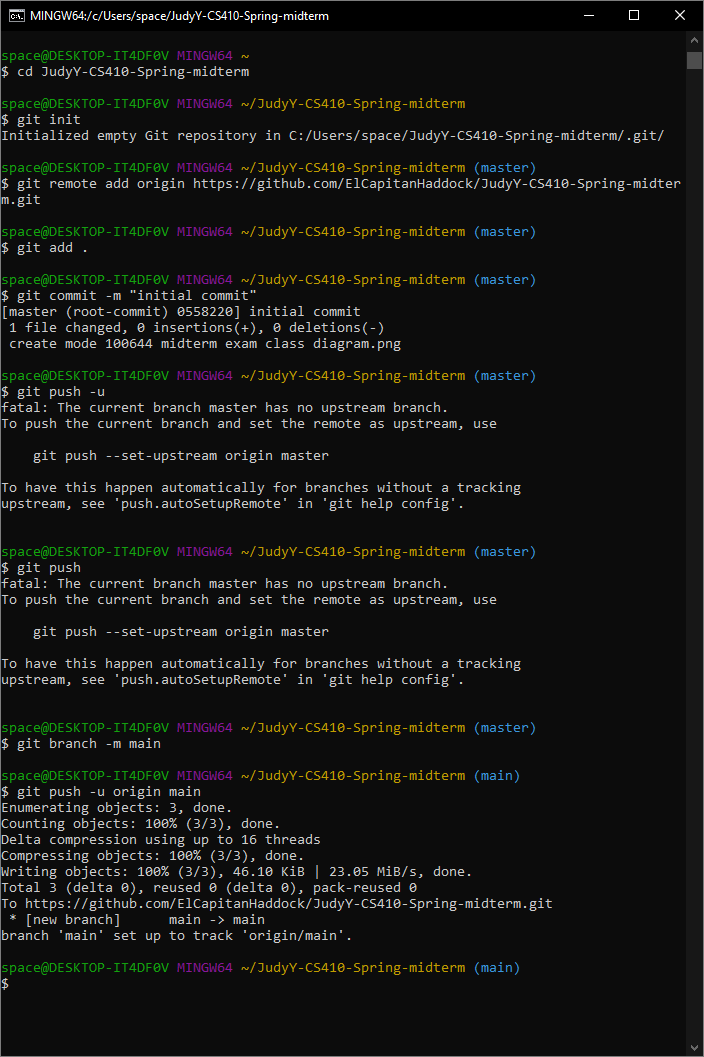 MINGW64:/c/Users/space/JudyY-CS410-Spring-midterm
space@DESKTOP-IT4DF0V MINGW64 ~
$ cd JudyY-CS410-Spring-midterm
space@DESKTOP-IT4DF0V MINGW64 ~/JudyY-CS410-Spring-midterm
$ git init
Initialized empty Git repository in C:/Users/space/JudyY-CS410-Spring-midterm/.git/
space@DESKTOP-IT4DF0V MINGW64 ~/JudyY-CS410-Spring-midterm (master)
$ git remote add origin https://github.com/ElCapitanHaddock/JudyY-CS410-Spring-midter
m.git
space@DESKTOP-IT4DF0V MINGW64 ~/JudyY-CS410-Spring-midterm (master)
$ git add .
space@DESKTOP-IT4DF0V MINGW64 ~/JudyY-CS410-Spring-midterm (master)
$ git commit -m "initial commit"
[master (root-commit) 0558220] initial commit
 1 file changed, 0 insertions(+), 0 deletions(-)
 create mode 100644 midterm exam class diagram.png
space@DESKTOP-IT4DF0V MINGW64 ~/JudyY-CS410-Spring-midterm (master)
$ git push -u
fatal: The current branch master has no upstream branch.
To push the current branch and set the remote as upstream, use
    git push --set-upstream origin master
To have this happen automatically for branches without a tracking
upstream, see 'push.autoSetupRemote' in 'git help config'.
space@DESKTOP-IT4DF0V MINGW64 ~/JudyY-CS410-Spring-midterm (master)
$ git push
fatal: The current branch master has no upstream branch.
To push the current branch and set the remote as upstream, use
    git push --set-upstream origin master
To have this happen automatically for branches without a tracking
upstream, see 'push.autoSetupRemote' in 'git help config'.
space@DESKTOP-IT4DF0V MINGW64 ~/JudyY-CS410-Spring-midterm (master)
$ git branch -m main
space@DESKTOP-IT4DF0V MINGW64 ~/JudyY-CS410-Spring-midterm (main)
$ git push -u origin main
Enumerating objects: 3, done.
Counting objects: 100% (3/3), done.
Delta compression using up to 16 threads
Compressing objects: 100% (3/3), done.
Writing objects: 100% (3/3), 46.10 KiB | 23.05 MiB/s, done.
Total 3 (delta 0), reused 0 (delta 0), pack-reused 0
To https://github.com/ElCapitanHaddock/JudyY-CS410-Spring-midterm.git
 * [new branch]      main -> main
branch 'main' set up to track 'origin/main'.
space@DESKTOP-IT4DF0V MINGW64 ~/JudyY-CS410-Spring-midterm (main)
$